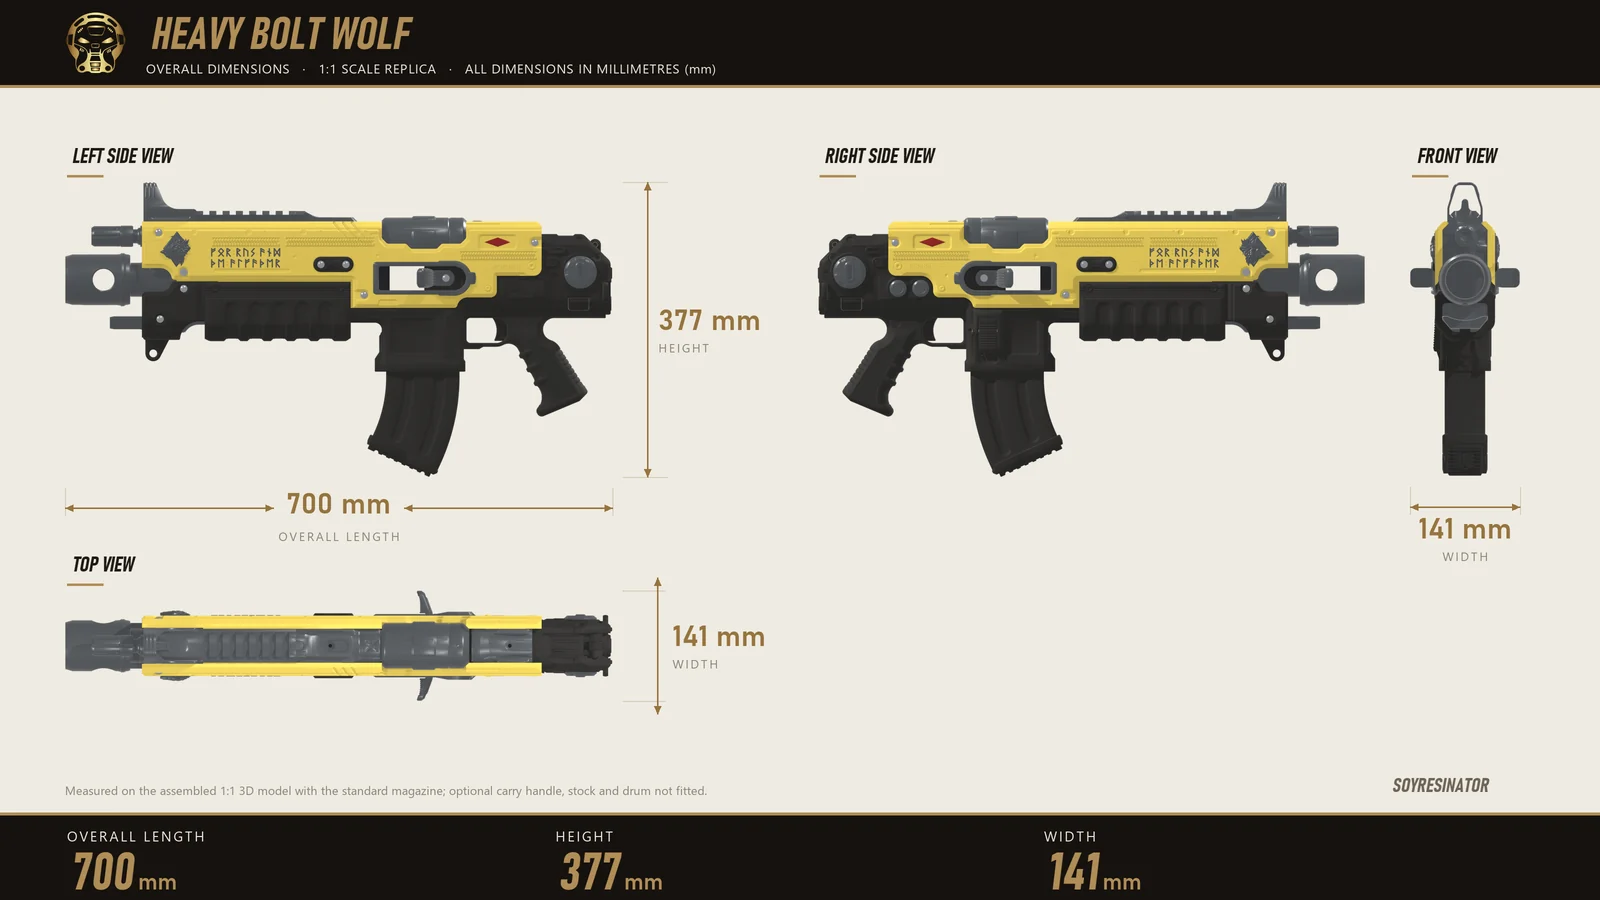 HEAVY BOLT WOLF
OVERALL DIMENSIONS · 1:1 SCALE REPLICA · ALL DIMENSIONS IN MILLIMETRES (mm)
LEFT SIDE VIEW
377 mm
HEIGHT
700 mm
OVERALL LENGTH
RIGHT SIDE VIEW
FRONT VIEW
141 mm
WIDTH
TOP VIEW
141 mm
WIDTH
Measured on the assembled 1:1 3D model with the standard magazine; optional carry handle, stock and drum not fitted.
SOYRESINATOR
OVERALL LENGTH
700 mm
HEIGHT
377 mm
WIDTH
141 mm